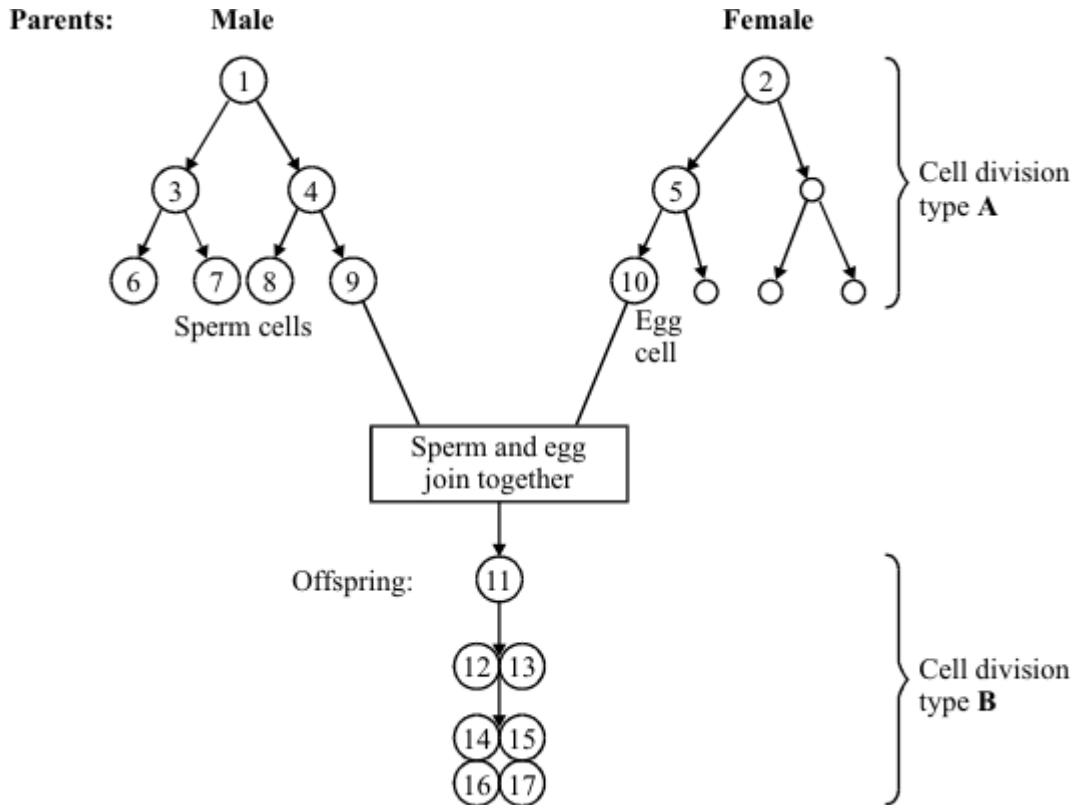 Parents: Male Female
1 2
3 4 5
Cell division
type A
6 7 8 9 10
Sperm cells
Egg
cell
Sperm and egg
join together
Offspring: 11
12 13
Cell division
type B
14 15
16 17